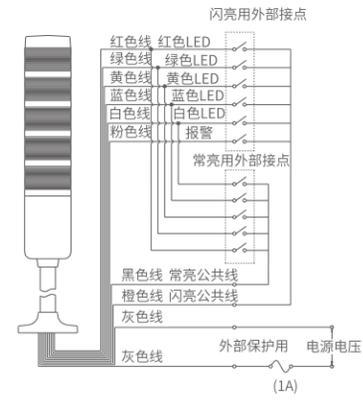 闪亮用外部接点
红色线 红色LED
绿色线 绿色LED
黄色线 黄色LED
蓝色线 蓝色LED
白色线 白色LED
粉色线 报警
常亮用外部接点
黑色线 常亮公共线
橙色线 闪亮公共线
灰色线
外部保护用 电源电压
灰色线
(1A)